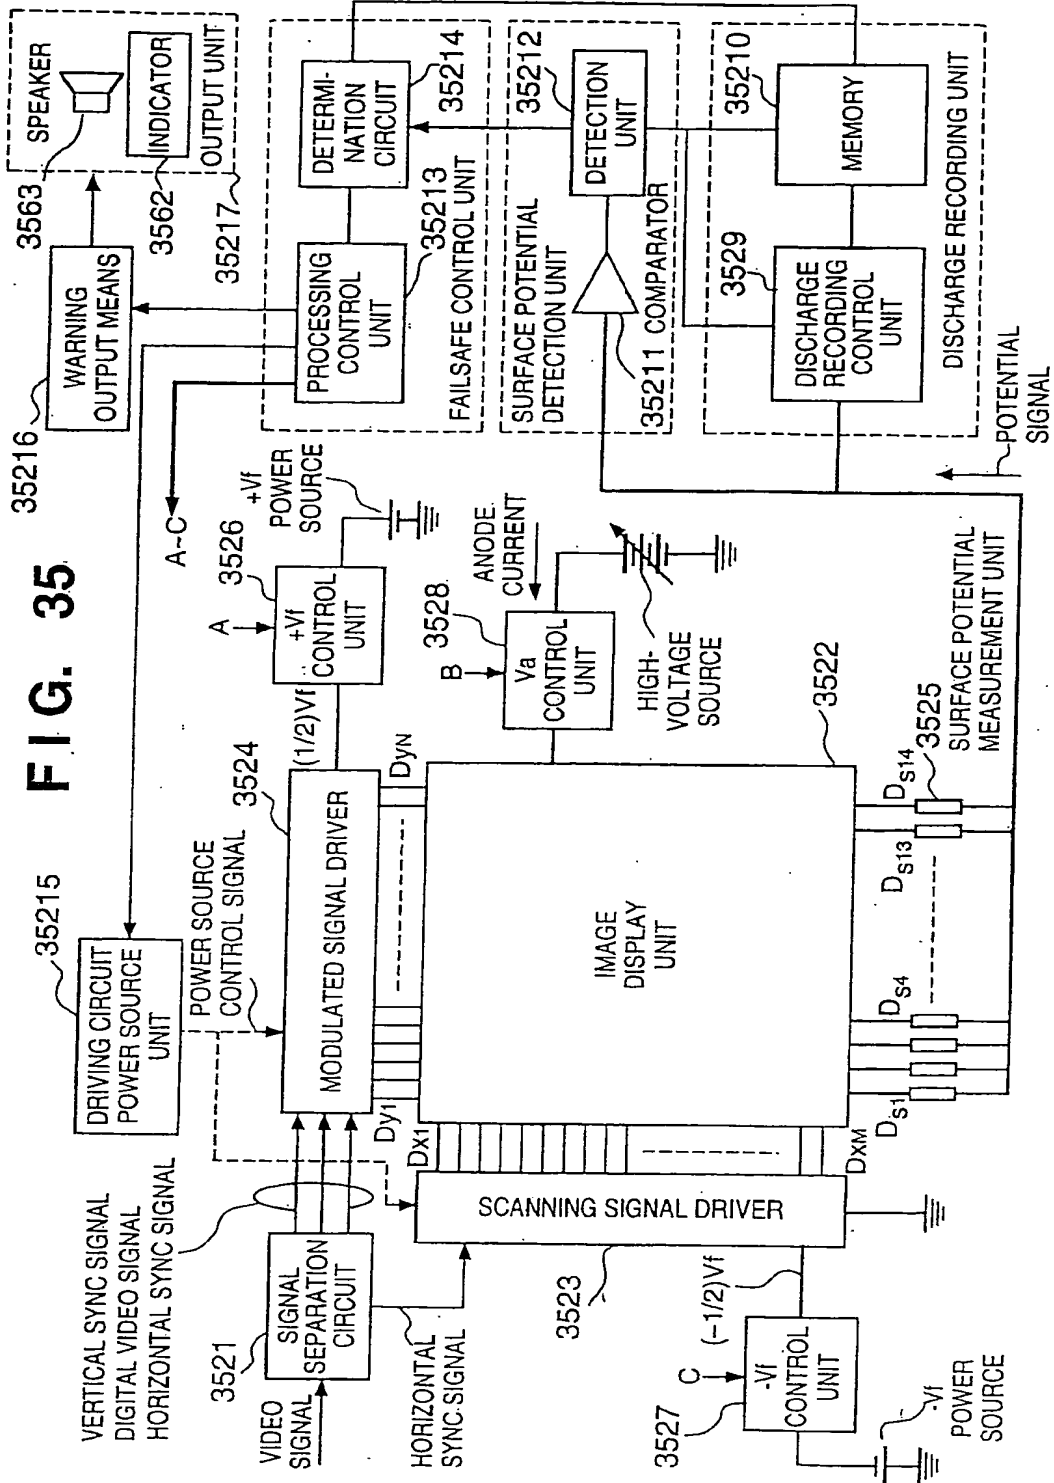 FIG. 35
VERTICAL SYNC SIGNAL
DIGITAL VIDEO SIGNAL
HORIZONTAL SYNC SIGNAL
VIDEO
SIGNAL
3521
SIGNAL
SEPARATION
CIRCUIT
HORIZONTAL
SYNC SIGNAL
35215
DRIVING CIRCUIT
POWER SOURCE
UNIT
POWER SOURCE
CONTROL SIGNAL
3524
MODULATED SIGNAL DRIVER
(1/2)Vf
A
3526
+Vf
CONTROL
UNIT
+Vf
POWER
SOURCE
A~C
35216
WARNING
OUTPUT MEANS
3563
SPEAKER
3562
INDICATOR
OUTPUT UNIT
35217
PROCESSING
CONTROL
UNIT
35213
DETERMI-
NATION
CIRCUIT
35214
FAILSAFE CONTROL UNIT
SURFACE POTENTIAL
DETECTION UNIT
35212
DETECTION
UNIT
35211 COMPARATOR
3529
DISCHARGE
RECORDING
CONTROL
UNIT
35210
MEMORY
DISCHARGE RECORDING UNIT
POTENTIAL
SIGNAL
Dy1
DyN
Dx1
DxM
SCANNING SIGNAL DRIVER
3523
(-1/2)Vf
C
3527
-Vf
CONTROL
UNIT
-Vf
POWER
SOURCE
IMAGE
DISPLAY
UNIT
3522
B
3528
Va
CONTROL
UNIT
ANODE
CURRENT
HIGH-
VOLTAGE
SOURCE
DS1
DS4
DS13
DS14
3525
SURFACE POTENTIAL
MEASUREMENT UNIT